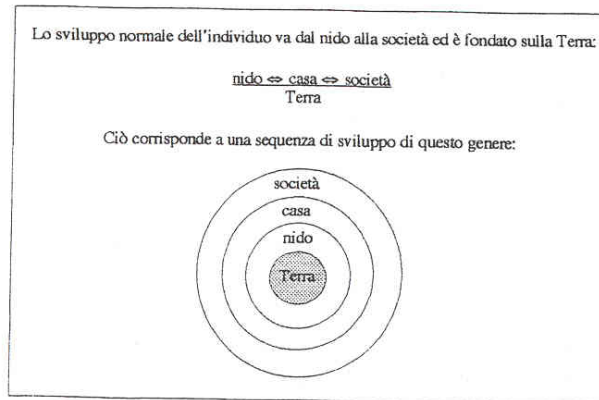 Lo sviluppo normale dell'individuo va dal nido alla società ed è fondato sulla Terra:
nido ⇔ casa ⇔ società
Terra
Ciò corrisponde a una sequenza di sviluppo di questo genere:
società
casa
nido
Terra